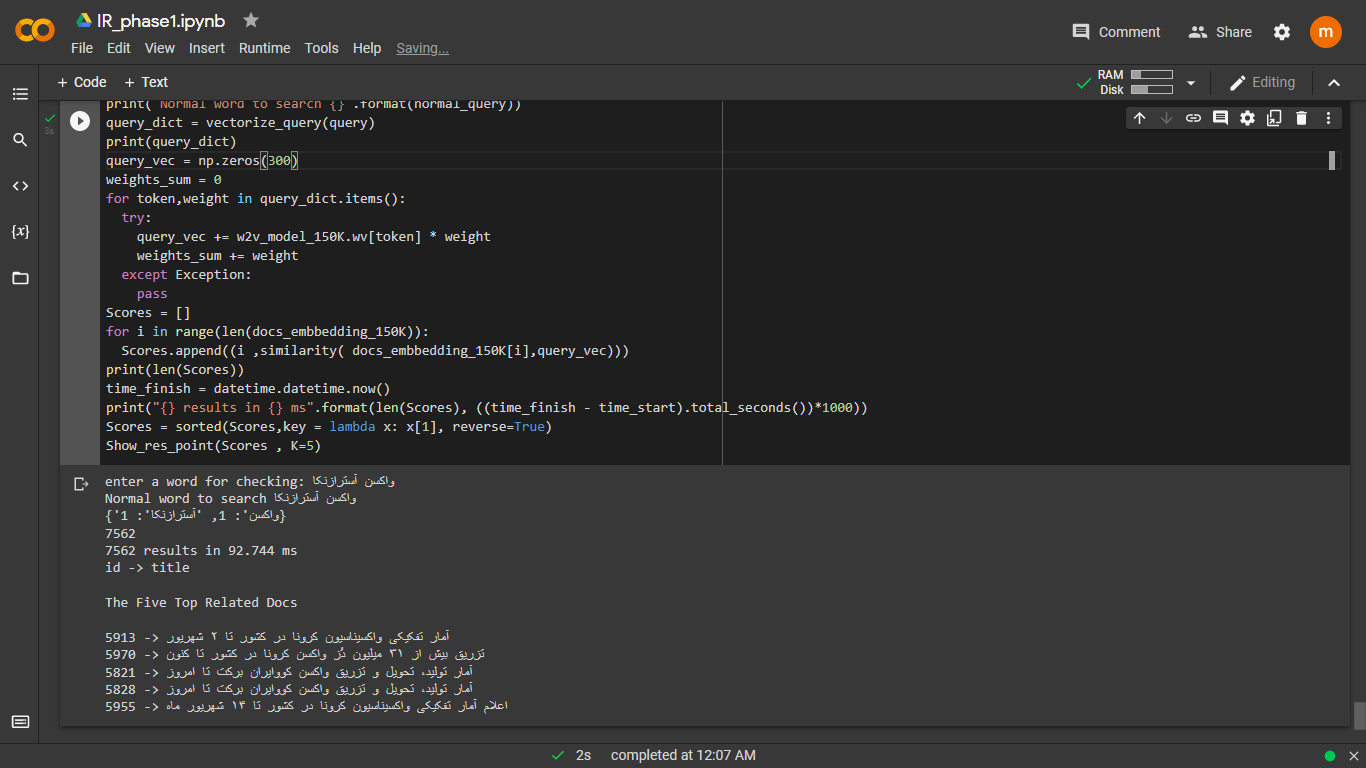 IR_phase1.ipynb
Comment
Share
m
File Edit View Insert Runtime Tools Help Saving...
+ Code + Text
RAM
Disk
Editing
print("Normal word to search {}".format(normal_query))
3s
query_dict = vectorize_query(query)
print(query_dict)
query_vec = np.zeros(300)
weights_sum = 0
for token,weight in query_dict.items():
try:
query_vec += w2v_model_150K.wv[token] * weight
weights_sum += weight
except Exception:
pass
Scores = []
for i in range(len(docs_embbedding_150K)):
Scores.append((i ,similarity( docs_embbedding_150K[i],query_vec)))
print(len(Scores))
time_finish = datetime.datetime.now()
print("{} results in {} ms".format(len(Scores), ((time_finish - time_start).total_seconds())*1000))
Scores = sorted(Scores,key = lambda x: x[1], reverse=True)
Show_res_point(Scores , K=5)
enter a word for checking: واکسن آسترازنکا
Normal word to search واکسن آسترازنکا
{'واکسن': 1, 'آسترازنکا': 1}
7562
7562 results in 92.744 ms
id -> title
The Five Top Related Docs
5913 -> آمار تفکیکی واکسیناسیون کرونا در کشور تا ۲ شهریور
5970 -> تزریق بیش از ۳۱ میلیون دُز واکسن کرونا در کشور تا کنون
5821 -> آمار تولید، تحویل و تزریق واکسن کووایران برکت تا امروز
5828 -> آمار تولید، تحویل و تزریق واکسن کووایران برکت تا امروز
5955 -> اعلام آمار تفکیکی واکسیناسیون کرونا در کشور تا ۱۴ شهریور ماه
2s completed at 12:07 AM